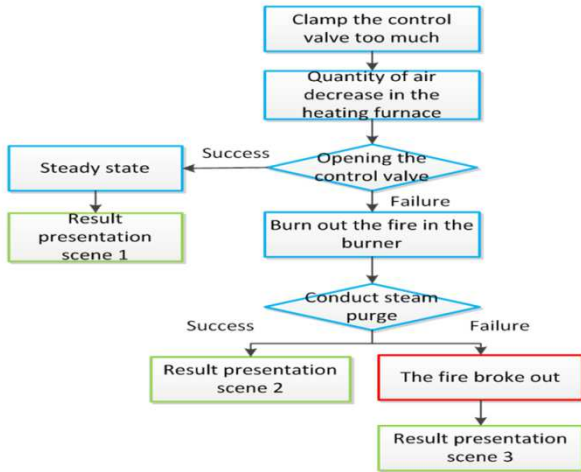 Clamp the control
valve too much
Quantity of air
decrease in the
heating furnace
Success
Steady state
Opening the
control valve
Failure
Result
presentation
scene 1
Burn out the fire in the
burner
Conduct steam
purge
Success
Failure
Result presentation
scene 2
The fire broke out
Result presentation
scene 3